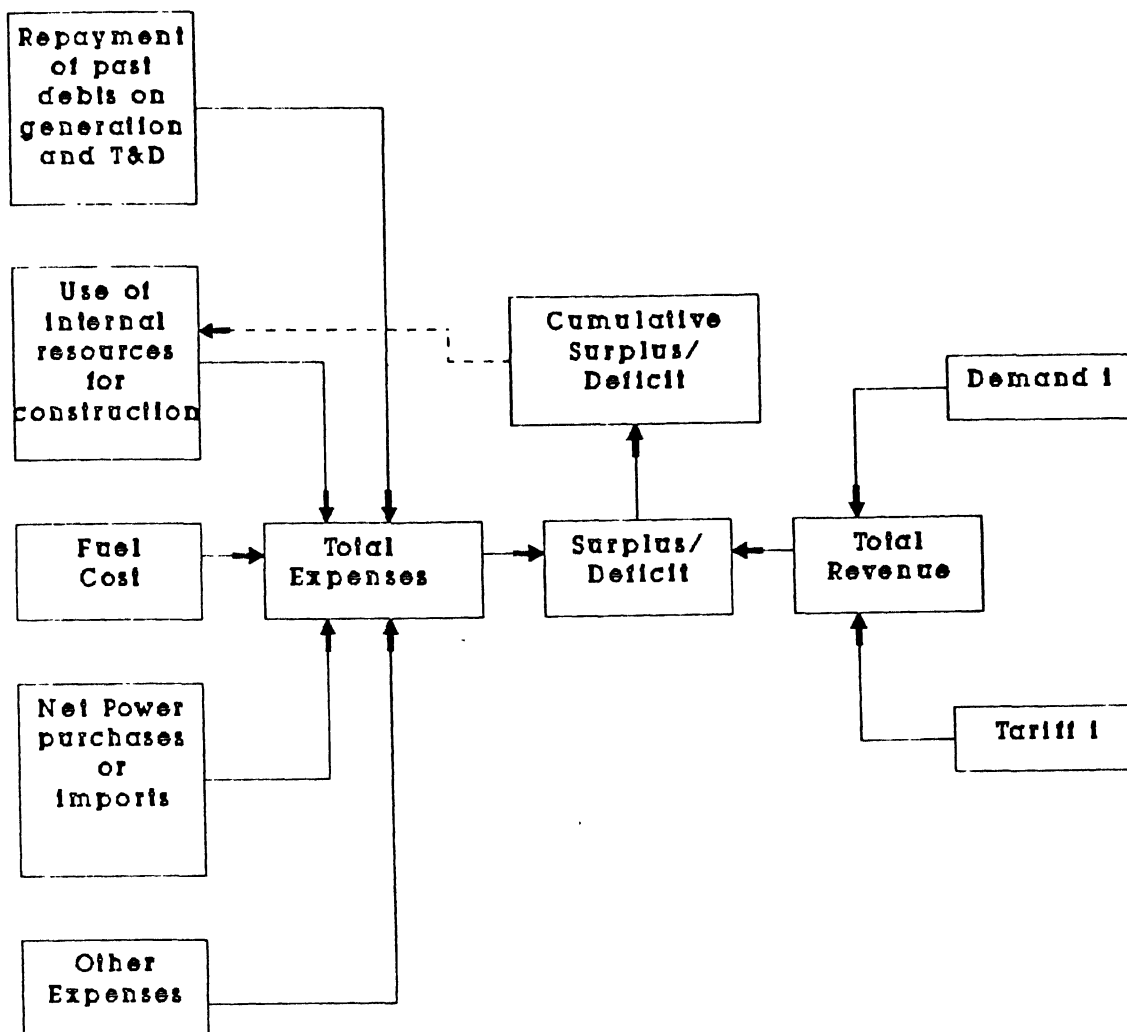 Repayment
of past
debts on
generation
and T&D
Use of
internal
resources
for
construction
Cumulative
Surplus/
Deficit
Demand i
Fuel
Cost
Total
Expenses
Surplus/
Deficit
Total
Revenue
Net Power
purchases
or
imports
Tariff i
Other
Expenses